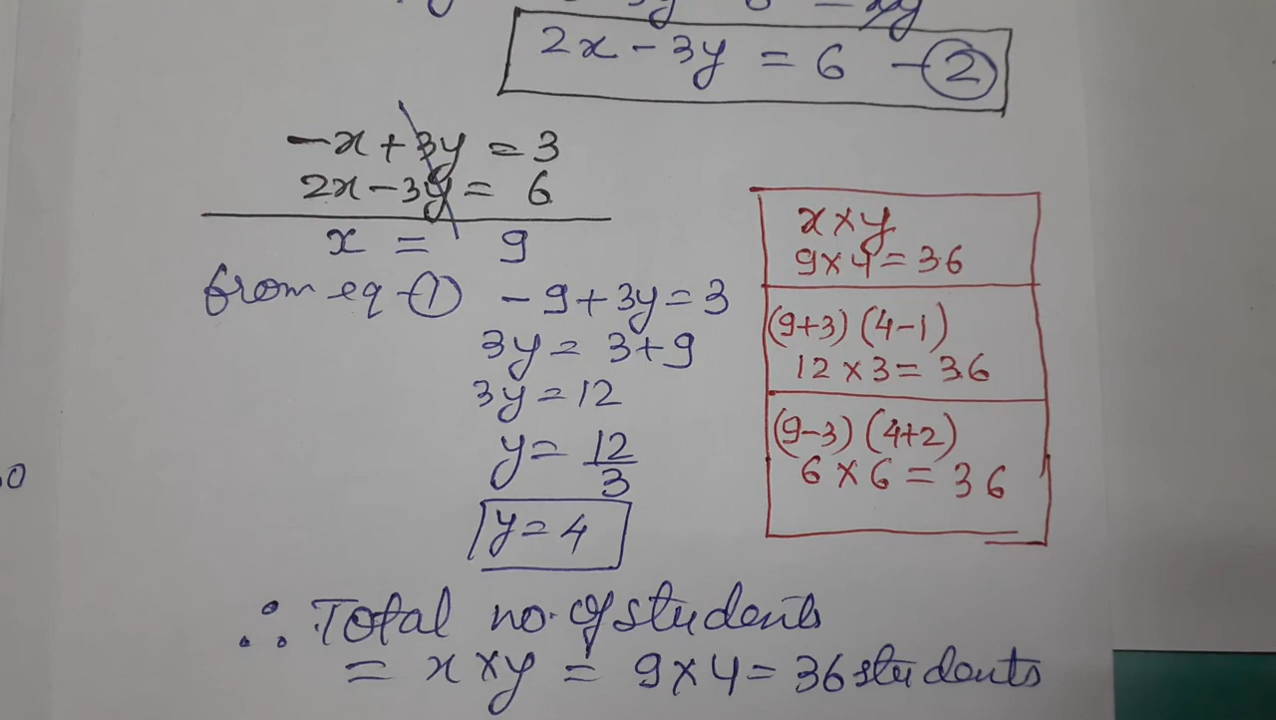 2x - 3y = 6 - ②
-x + 3y = 3
2x - 3y = 6
x = 9
from eq - ① - 9 + 3y = 3
3y = 3 + 9
3y = 12
y = 12/3
y = 4
x × y
9 × 4 = 36
(9+3) (4-1)
12 × 3 = 36
(9-3) (4+2)
6 × 6 = 36
∴ Total no. of students
= x × y = 9 × 4 = 36 students